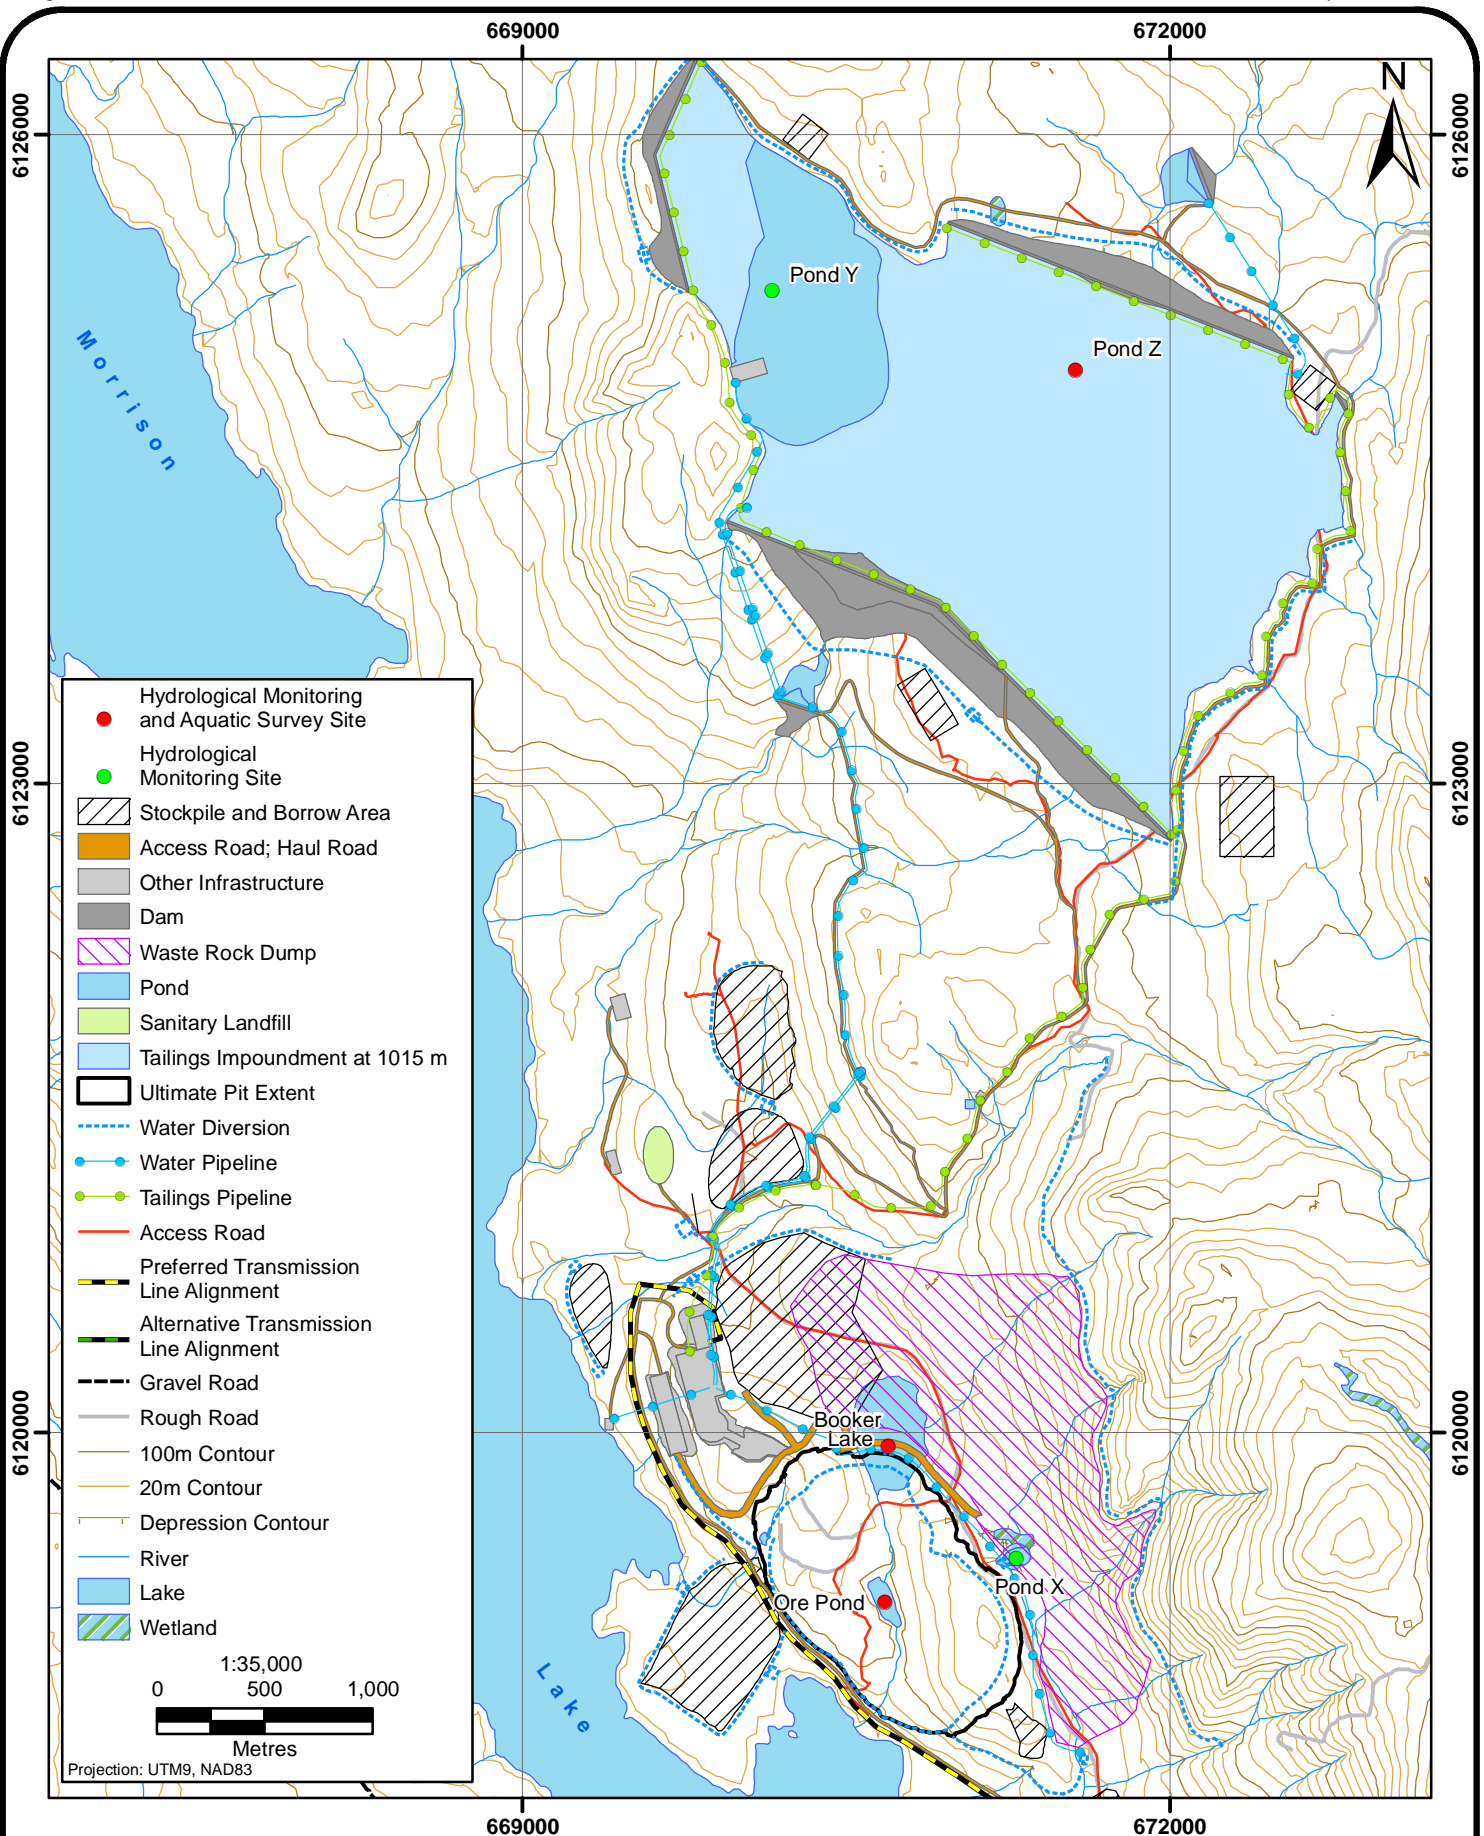 669000
672000
N
6126000
6126000
Pond Y
Pond Z
Morrison
Hydrological Monitoring
and Aquatic Survey Site
Hydrological
Monitoring Site
Stockpile and Borrow Area
Access Road; Haul Road
Other Infrastructure
Dam
Waste Rock Dump
Pond
Sanitary Landfill
Tailings Impoundment at 1015 m
Ultimate Pit Extent
Water Diversion
Water Pipeline
Tailings Pipeline
Access Road
Preferred Transmission
Line Alignment
Alternative Transmission
Line Alignment
Gravel Road
Rough Road
100m Contour
20m Contour
Depression Contour
River
Lake
Wetland
1:35,000
0 500 1,000
Metres
Projection: UTM9, NAD83
6123000
6123000
Booker
Lake
6120000
6120000
Pond X
Ore Pond
Lake
669000
672000